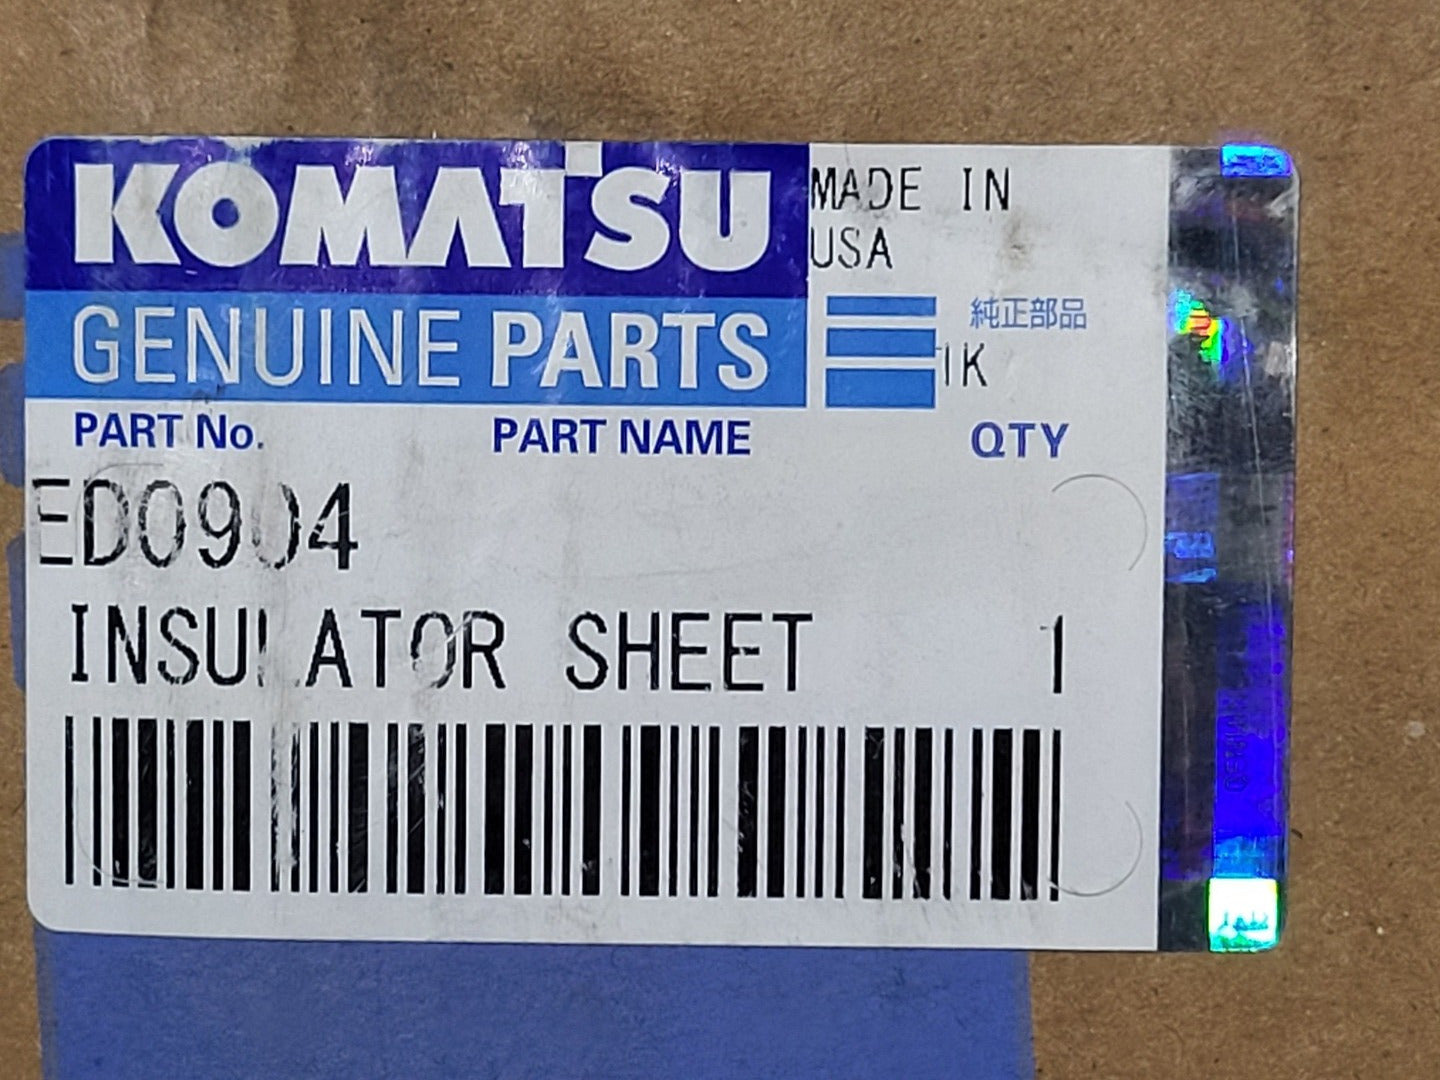 KOMATSU
MADE IN
USA
GENUINE PARTS
純正部品
1K
PART No.
PART NAME
QTY
ED0904
INSULATOR SHEET 1